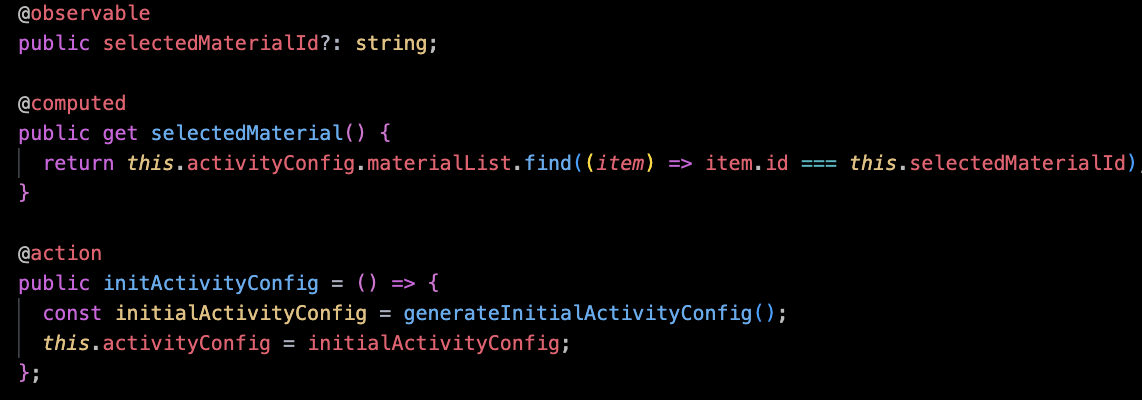 @observable
public selectedMaterialId?: string;
@computed
public get selectedMaterial() {
return this.activityConfig.materialList.find((item) => item.id === this.selectedMaterialId);
}
@action
public initActivityConfig = () => {
const initialActivityConfig = generateInitialActivityConfig();
this.activityConfig = initialActivityConfig;
};